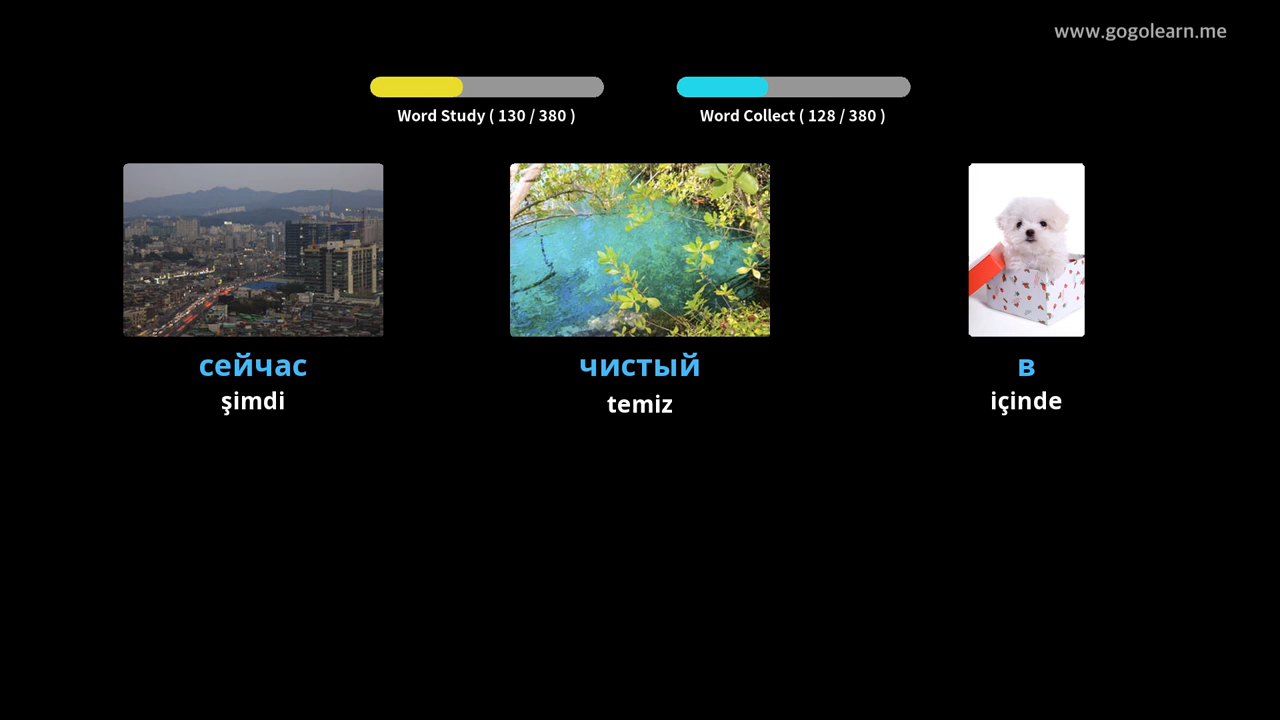 www.gogolearn.me
Word Study ( 130 / 380 )
Word Collect ( 128 / 380 )
сейчас
şimdi
чистый
temiz
в
içinde